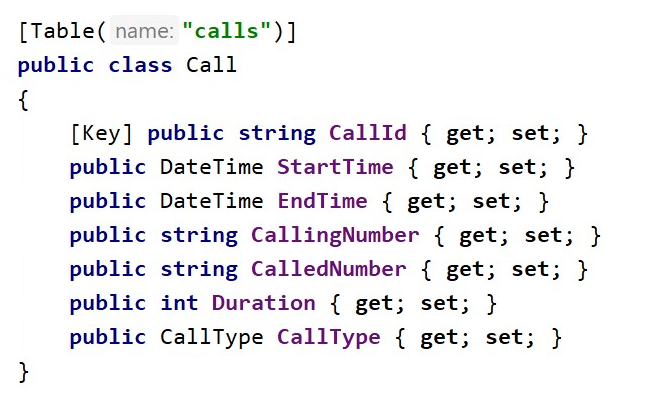 [Table( name: "calls")]
public class Call
{
[Key] public string CallId { get; set; }
public DateTime StartTime { get; set; }
public DateTime EndTime { get; set; }
public string CallingNumber { get; set; }
public string CalledNumber { get; set; }
public int Duration { get; set; }
public CallType CallType { get; set; }
}